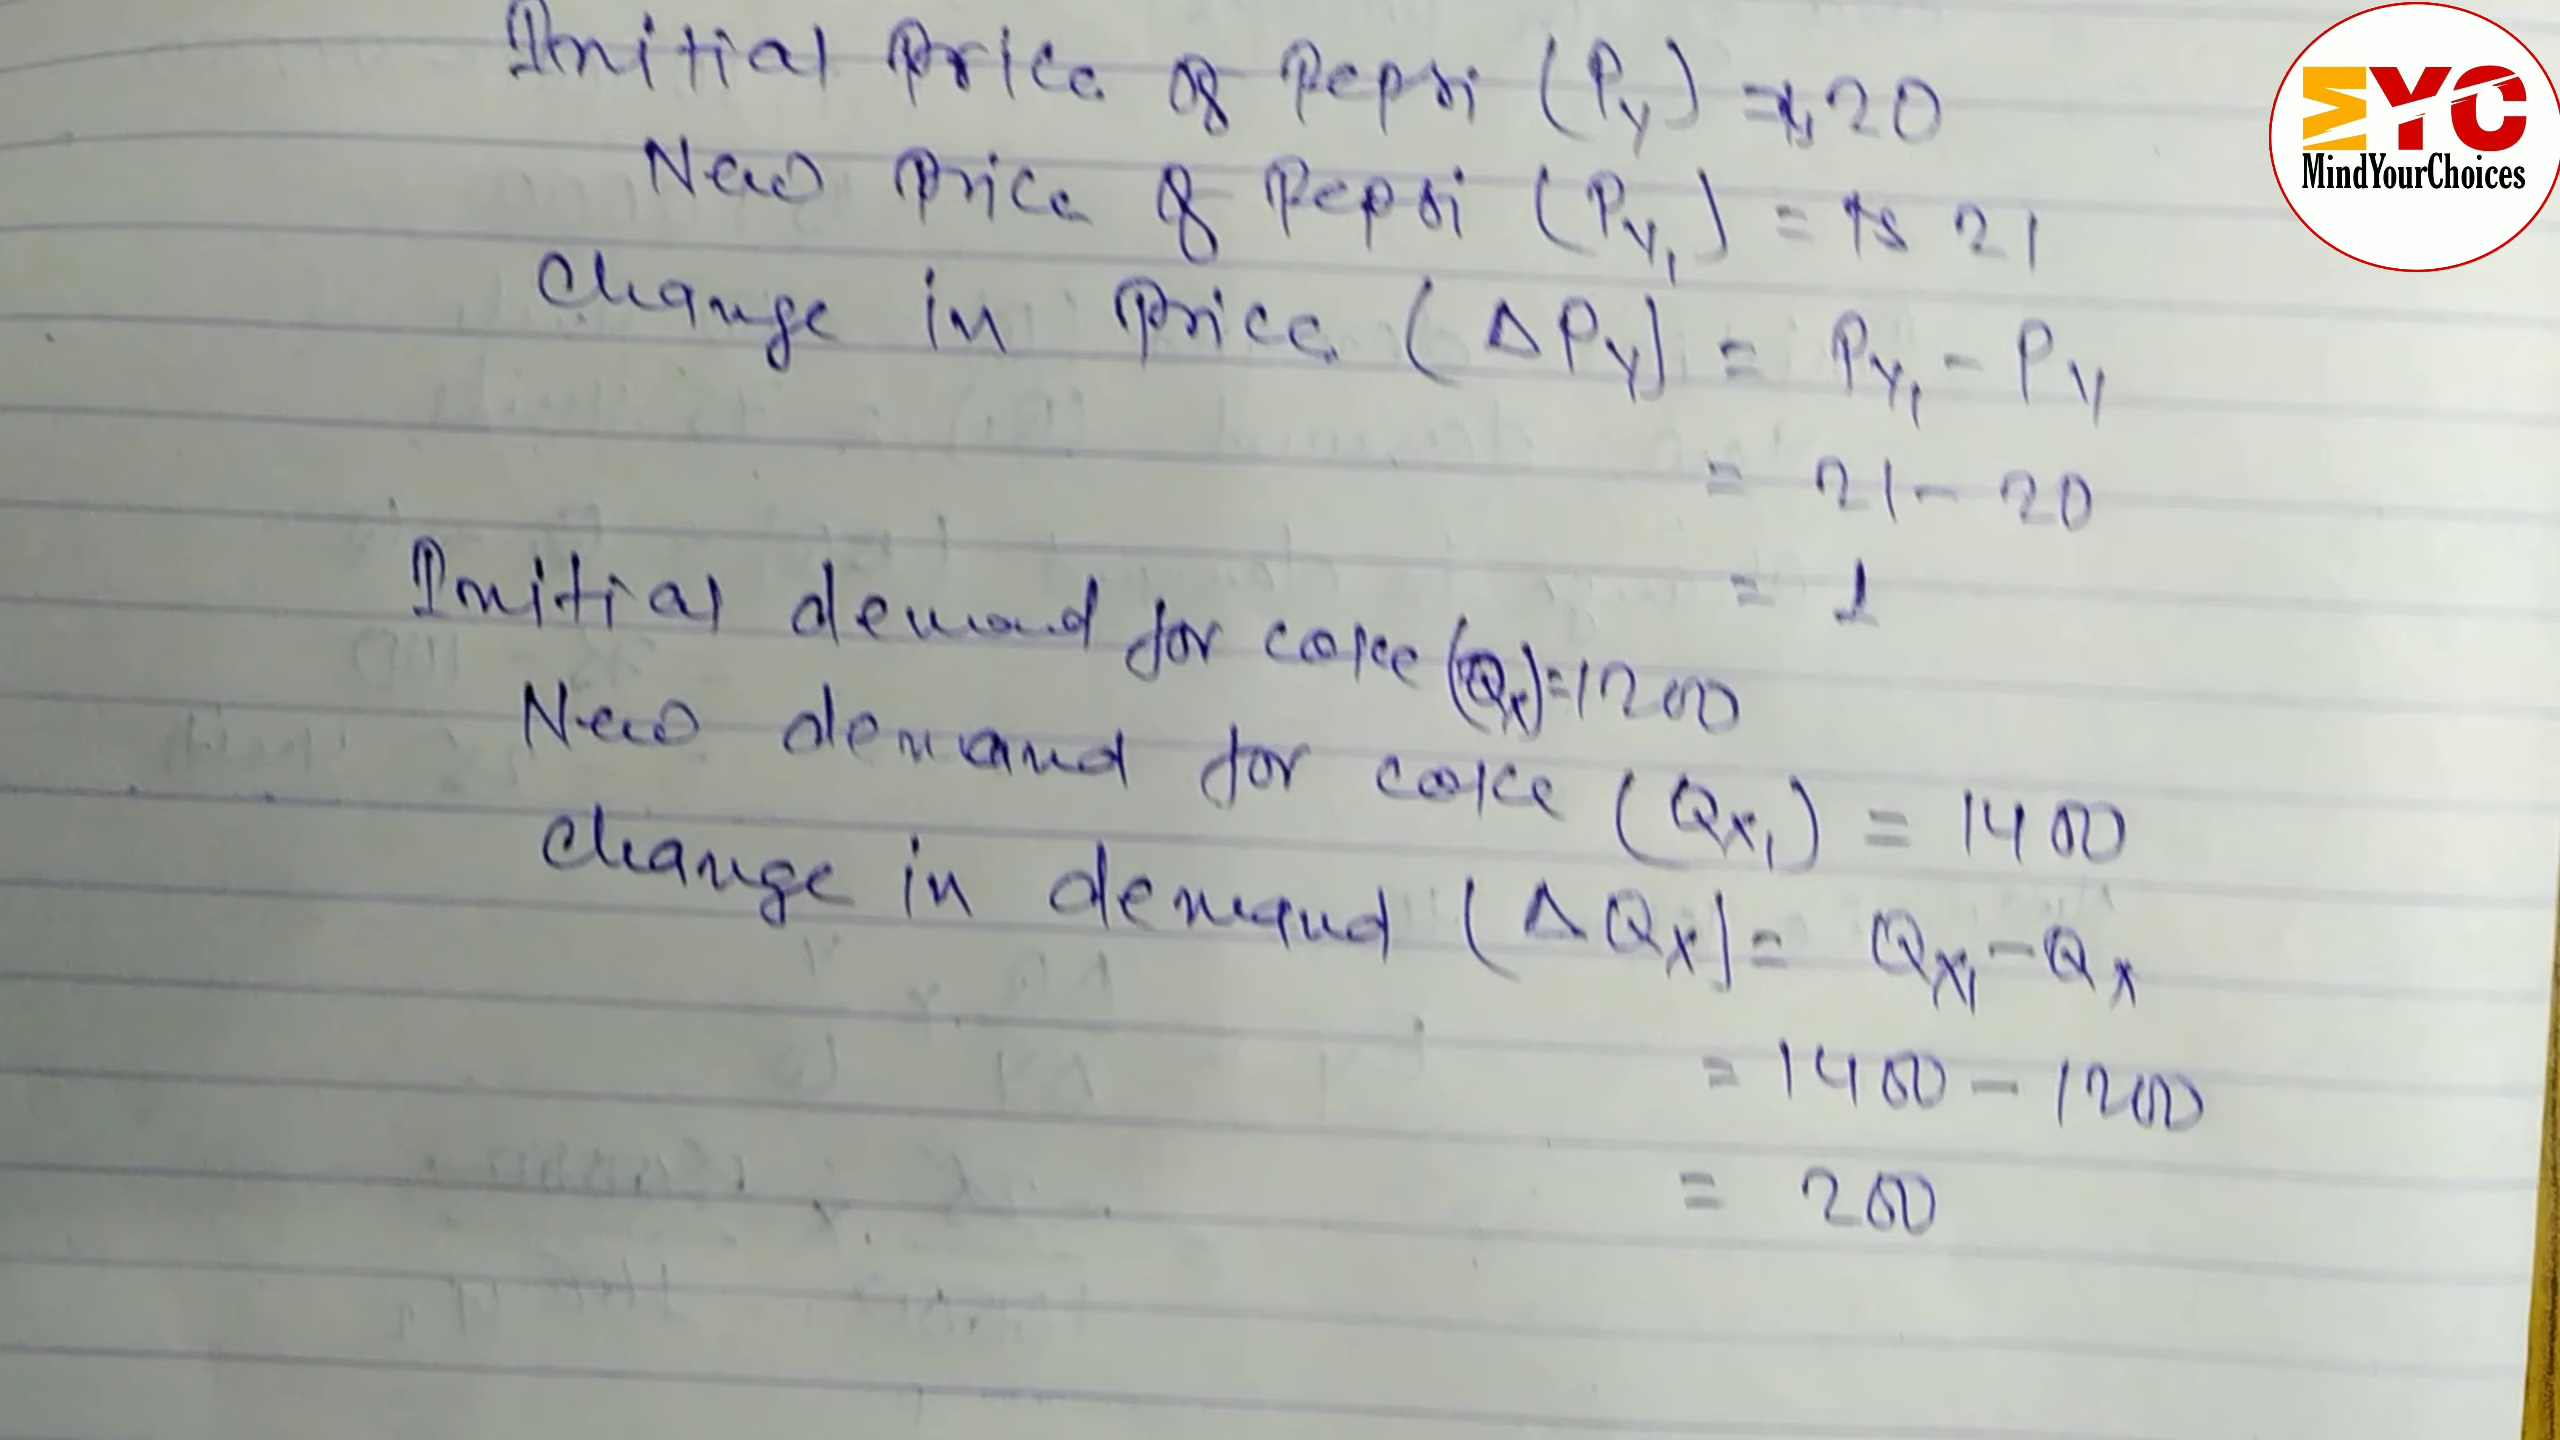 Initial Price of Pepsi (Py) = Rs 20
New Price of Pepsi (Py1) = Rs 21
Change in Price (ΔPy) = Py1 - Py
= 21 - 20
= 1
Initial demand for coke (Qx) = 1200
New demand for coke (Qx1) = 1400
Change in demand (ΔQx) = Qx1 - Qx
= 1400 - 1200
= 200
MYC
MindYourChoices